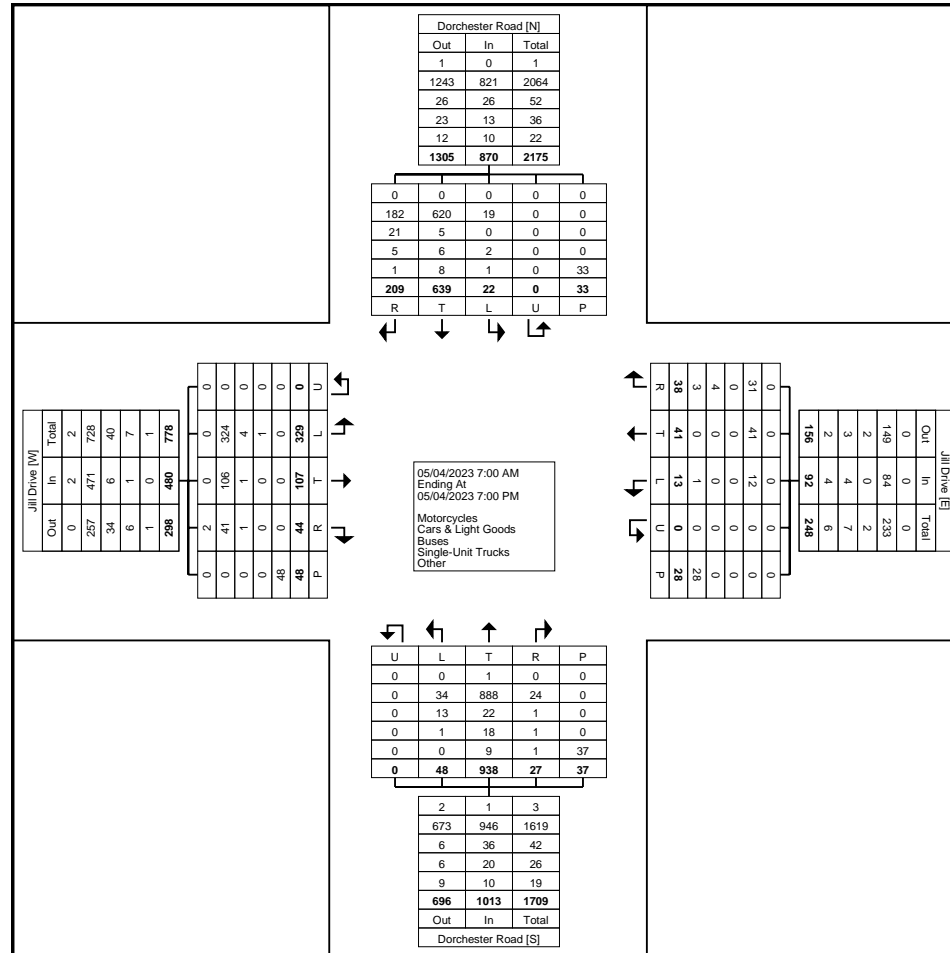 Dorchester Road [N]
Out In Total
1 0 1
1243 821 2064
26 26 52
23 13 36
12 10 22
1305 870 2175
0 0 0 0 0
182 620 19 0 0
21 5 0 0 0
5 6 2 0 0
1 8 1 0 33
209 639 22 0 33
R T L U P
Jill Drive [W]
Total 2 728 40 7 1 778
In 2 471 6 1 0 480
Out 0 257 34 6 1 298
0 0 0 0 0 0 U
0 324 4 1 0 329 L
0 106 1 0 0 107 T
2 41 1 0 0 44 R
0 0 0 0 48 48 P
05/04/2023 7:00 AM
Ending At
05/04/2023 7:00 PM
Motorcycles
Cars & Light Goods
Buses
Single-Unit Trucks
Other
Jill Drive [E]
Out In Total
0 0 0
149 84 233
2 0 2
3 4 7
2 4 6
156 92 248
0 0 0 0 0
31 41 12 0 0
0 0 0 0 0
4 0 0 0 0
3 0 1 0 28
38 41 13 0 28
R T L U P
U L T R P
0 0 1 0 0
0 34 888 24 0
0 13 22 1 0
0 1 18 1 0
0 0 9 1 37
0 48 938 27 37
2 1 3
673 946 1619
6 36 42
6 20 26
9 10 19
696 1013 1709
Out In Total
Dorchester Road [S]